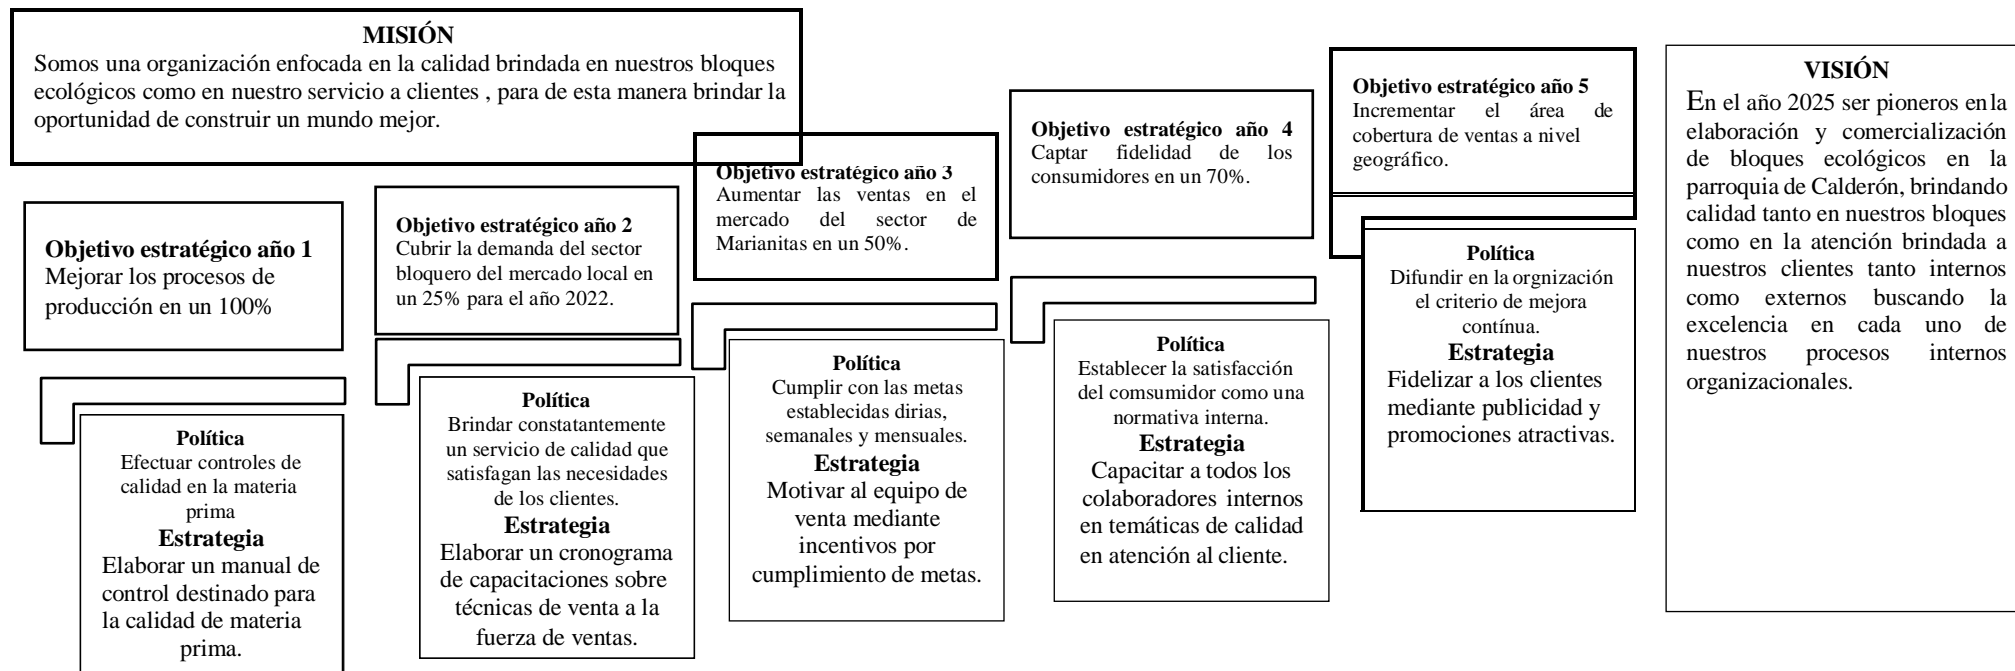 MISIÓN
Somos una organización enfocada en la calidad brindada en nuestros bloques
ecológicos como en nuestro servicio a clientes , para de esta manera brindar la
oportunidad de construir un mundo mejor.
Objetivo estratégico año 1
Mejorar los procesos de
producción en un 100%
Política
Efectuar controles de
calidad en la materia
prima
Estrategia
Elaborar un manual de
control destinado para
la calidad de materia
prima.
Objetivo estratégico año 2
Cubrir la demanda del sector
bloquero del mercado local en
un 25% para el año 2022.
Política
Brindar constatantemente
un servicio de calidad que
satisfagan las necesidades
de los clientes.
Estrategia
Elaborar un cronograma
de capacitaciones sobre
técnicas de venta a la
fuerza de ventas.
Objetivo estratégico año 3
Aumentar las ventas en el
mercado del sector de
Marianitas en un 50%.
Política
Cumplir con las metas
establecidas dirias,
semanales y mensuales.
Estrategia
Motivar al equipo de
venta mediante
incentivos por
cumplimiento de metas.
Objetivo estratégico año 4
Captar fidelidad de los
consumidores en un 70%.
Política
Establecer la satisfacción
del comsumidor como una
normativa interna.
Estrategia
Capacitar a todos los
colaboradores internos
en temáticas de calidad
en atención al cliente.
Objetivo estratégico año 5
Incrementar el área de
cobertura de ventas a nivel
geográfico.
Política
Difundir en la orgnización
el criterio de mejora
contínua.
Estrategia
Fidelizar a los clientes
mediante publicidad y
promociones atractivas.
VISIÓN
En el año 2025 ser pioneros en la
elaboración y comercialización
de bloques ecológicos en la
parroquia de Calderón, brindando
calidad tanto en nuestros bloques
como en la atención brindada a
nuestros clientes tanto internos
como externos buscando la
excelencia en cada uno de
nuestros procesos internos
organizacionales.